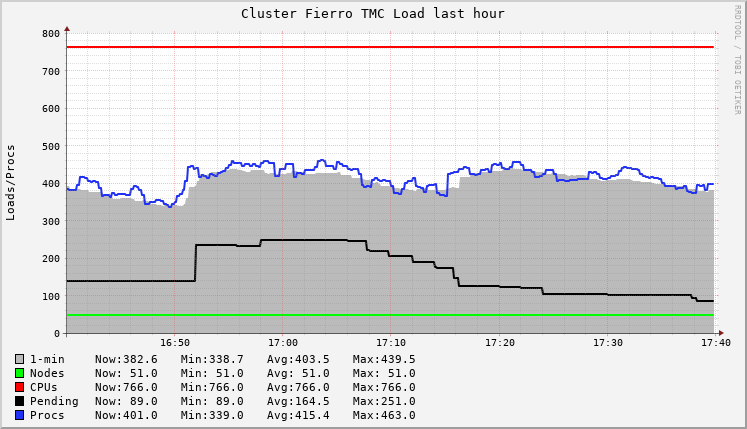 Cluster Fierro TMC Load last hour
RRDTOOL / TOBI OETIKER
Loads/Procs
800
700
600
500
400
300
200
100
0
16:50 17:00 17:10 17:20 17:30 17:40
1-min Now:382.6 Min:338.7 Avg:403.5 Max:439.5
Nodes Now: 51.0 Min: 51.0 Avg: 51.0 Max: 51.0
CPUs Now:766.0 Min:766.0 Avg:766.0 Max:766.0
Pending Now: 89.0 Min: 89.0 Avg:164.5 Max:251.0
Procs Now:401.0 Min:339.0 Avg:415.4 Max:463.0